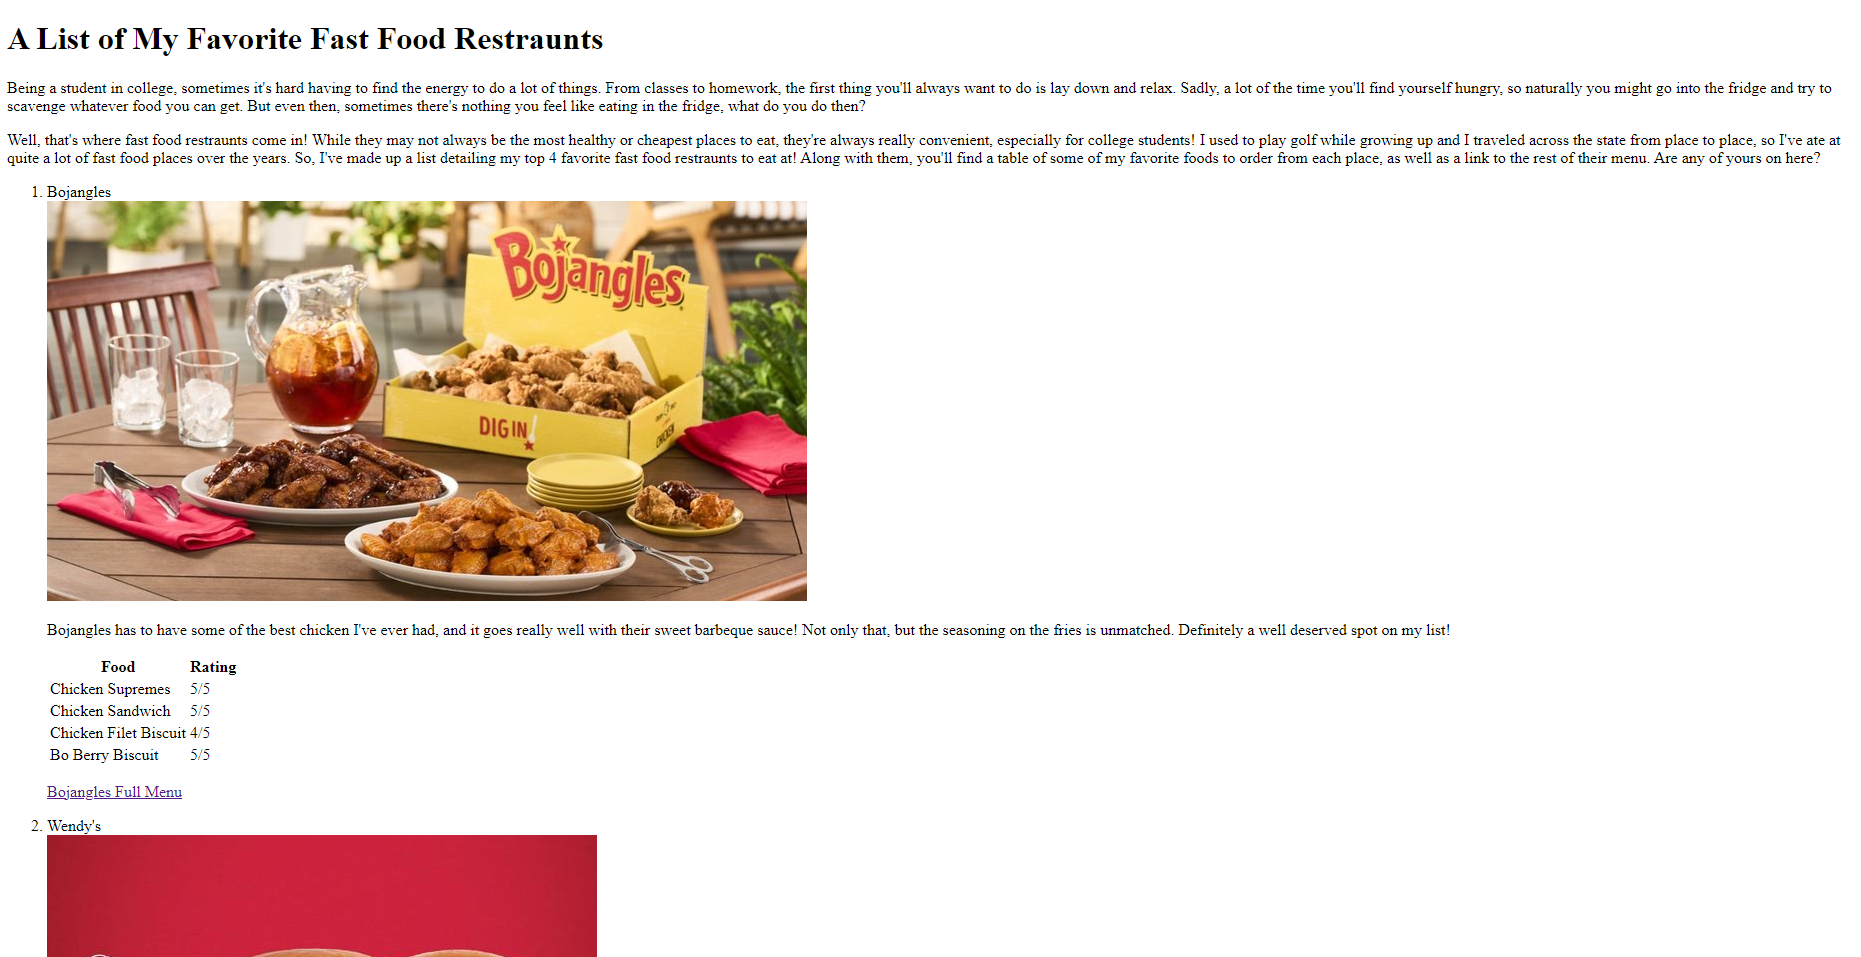 A List of My Favorite Fast Food Restraunts
Being a student in college, sometimes it's hard having to find the energy to do a lot of things. From classes to homework, the first thing you'll always want to do is lay down and relax. Sadly, a lot of the time you'll find yourself hungry, so naturally you might go into the fridge and try to
scavenge whatever food you can get. But even then, sometimes there's nothing you feel like eating in the fridge, what do you do then?
Well, that's where fast food restraunts come in! While they may not always be the most healthy or cheapest places to eat, they're always really convenient, especially for college students! I used to play golf while growing up and I traveled across the state from place to place, so I've ate at
quite a lot of fast food places over the years. So, I've made up a list detailing my top 4 favorite fast food restraunts to eat at! Along with them, you'll find a table of some of my favorite foods to order from each place, as well as a link to the rest of their menu. Are any of yours on here?
1. Bojangles
Bojangles
DIG IN!
CHICKEN
Bojangles has to have some of the best chicken I've ever had, and it goes really well with their sweet barbeque sauce! Not only that, but the seasoning on the fries is unmatched. Definitely a well deserved spot on my list!
Food Rating
Chicken Supremes 5/5
Chicken Sandwich 5/5
Chicken Filet Biscuit 4/5
Bo Berry Biscuit 5/5
Bojangles Full Menu
2. Wendy's